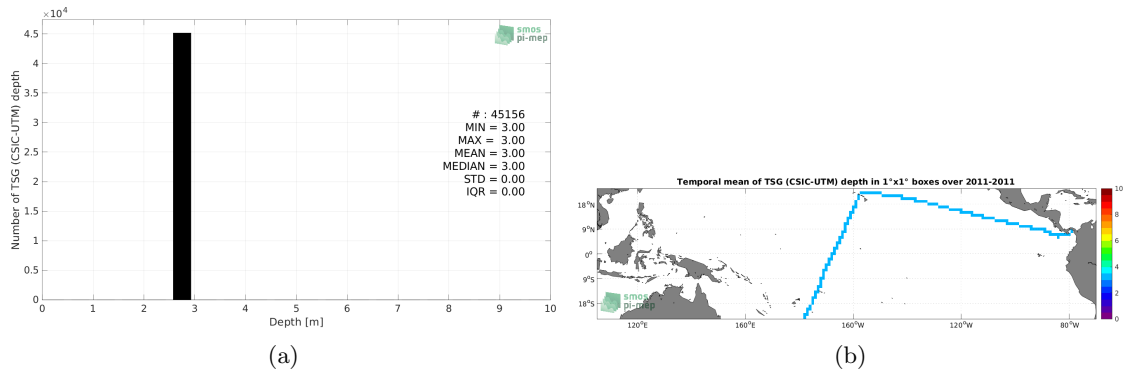 ×10⁴
4.5
4
3.5
3
2.5
2
1.5
1
0.5
0
Number of TSG (CSIC-UTM) depth
smos
pi-mep
# : 45156
MIN = 3.00
MAX = 3.00
MEAN = 3.00
MEDIAN = 3.00
STD = 0.00
IQR = 0.00
0 1 2 3 4 5 6 7 8 9 10
Depth [m]
(a)
Temporal mean of TSG (CSIC-UTM) depth in 1°x1° boxes over 2011-2011
18°N
9°N
0°
9°S
18°S
smos
pi-mep
120°E 160°E 160°W 120°W 80°W
10
8
6
4
2
0
(b)